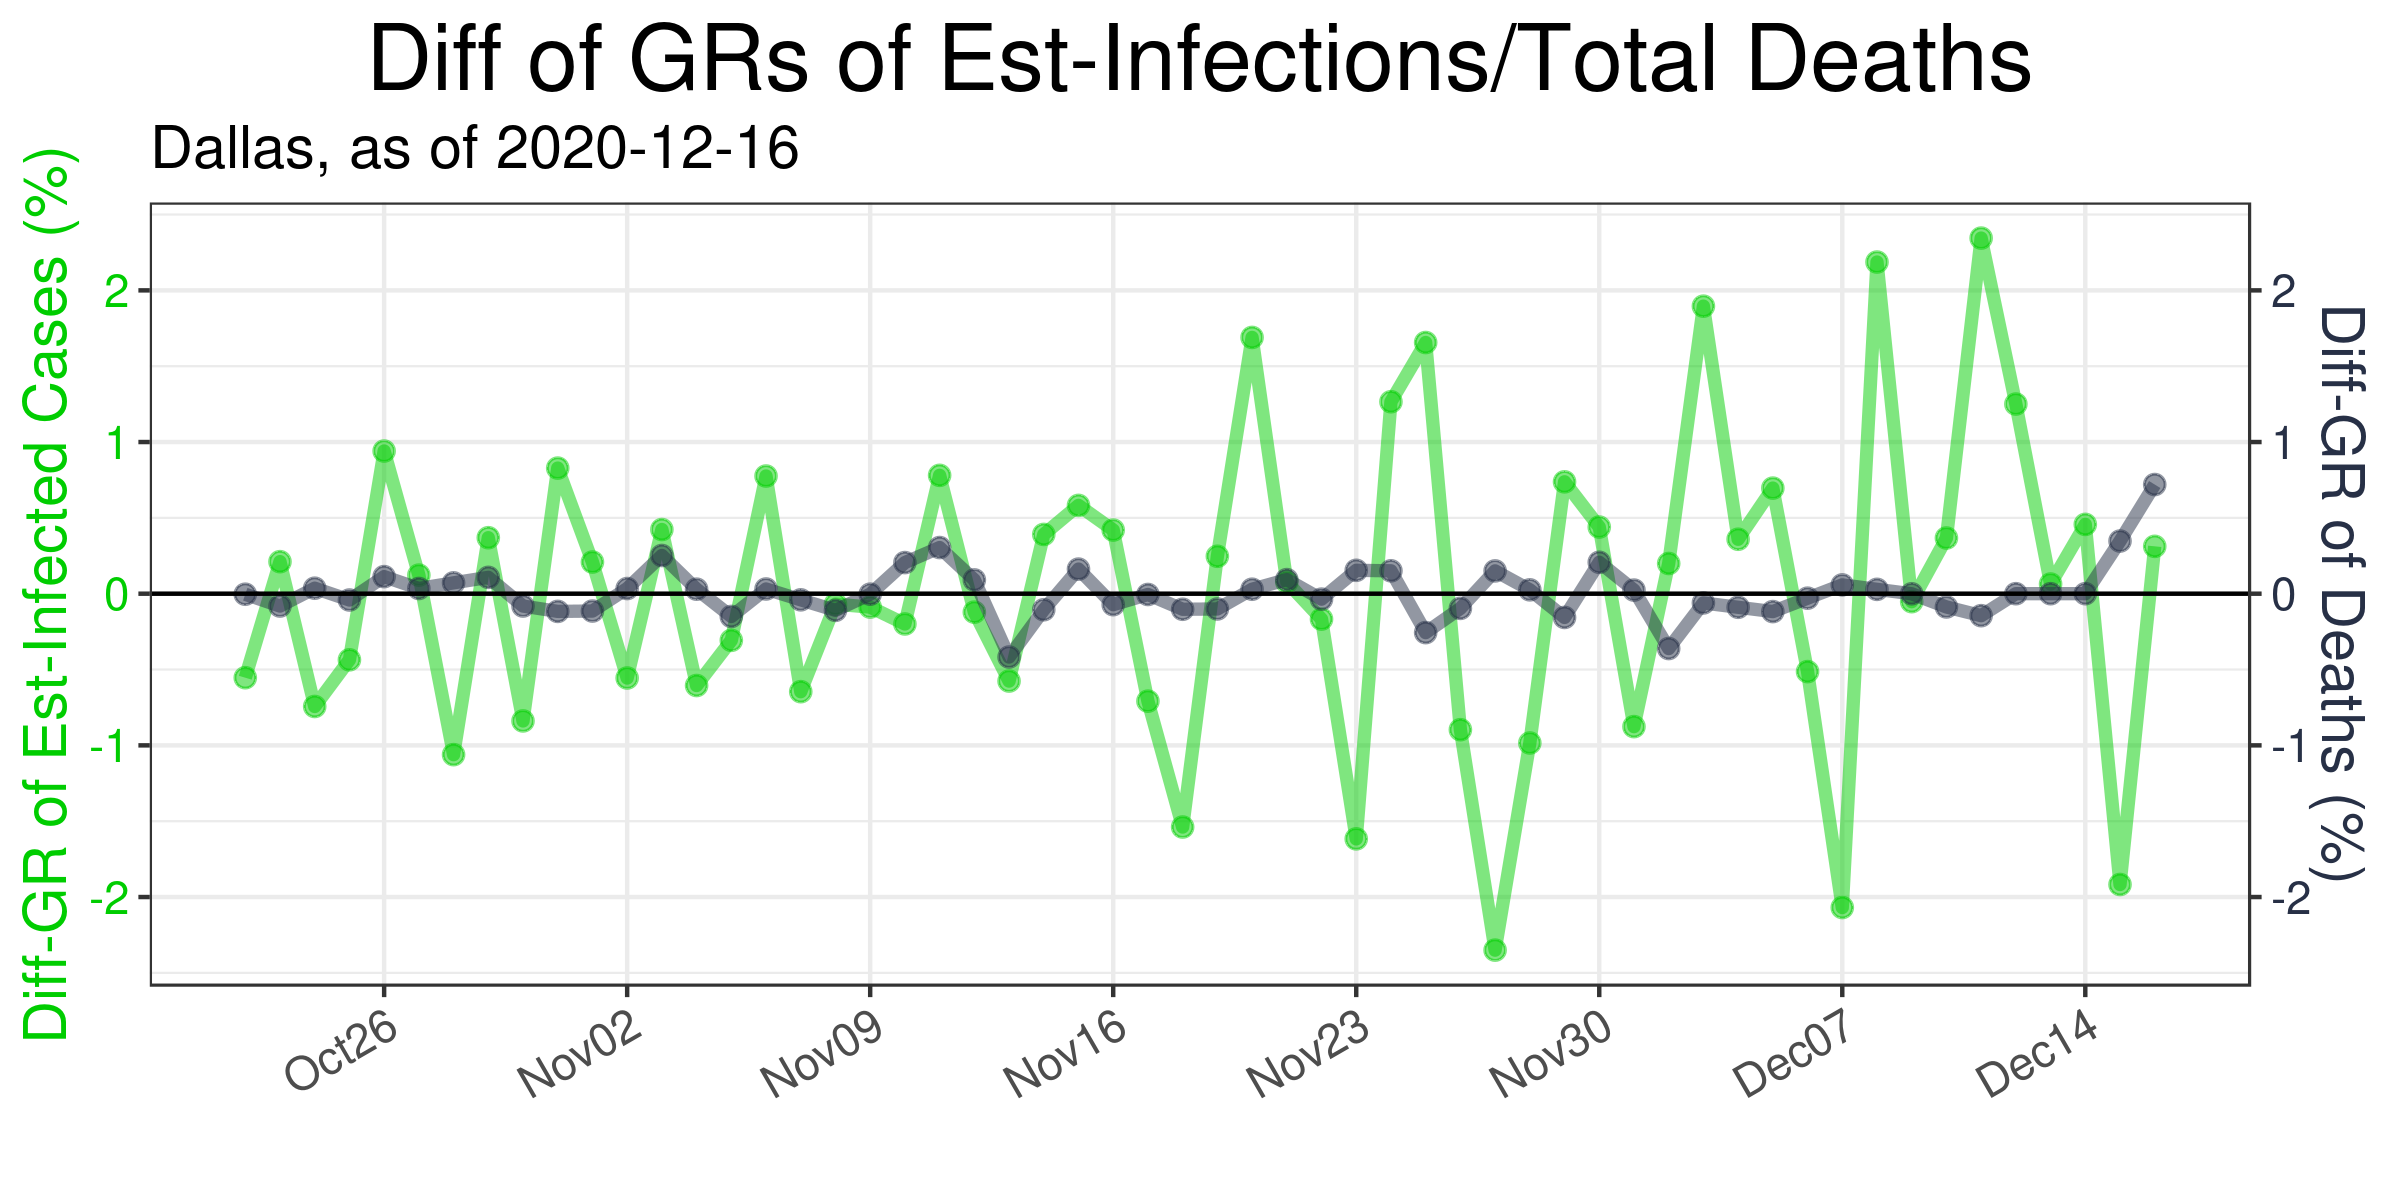 Diff of GRs of Est-Infections/Total Deaths
Dallas, as of 2020-12-16
Diff-GR of Est-Infected Cases (%)
2
1
0
-1
-2
2
1
0
-1
-2
Diff-GR of Deaths (%)
Oct26
Nov02
Nov09
Nov16
Nov23
Nov30
Dec07
Dec14